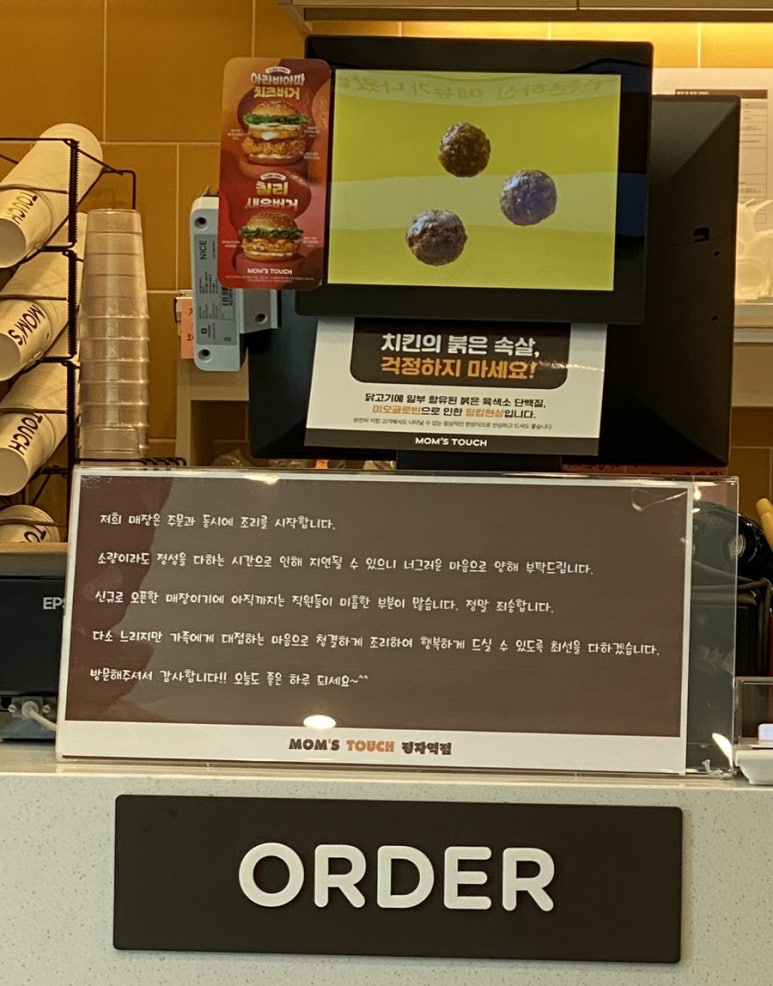 아라비아따
치즈버거
칠리
새우버거
MOM'S TOUCH
NICE
치킨의 붉은 속살,
걱정하지 마세요!
닭고기에 일부 함유된 붉은 육색소 단백질,
미오글로빈으로 인한 핑킹현상입니다.
MOM'S TOUCH
TOUCH
MOM'S
TOUCH
저희 매장은 주문과 동시에 조리를 시작합니다.
소량이라도 정성을 다하는 시간으로 인해 지연될 수 있으니 너그러운 마음으로 양해 부탁드립니다.
신규로 오픈한 매장이기에 아직까지는 직원들이 미흡한 부분이 많습니다. 정말 죄송합니다.
다소 느리지만 가족에게 대접하는 마음으로 청결하게 조리하여 행복하게 드실 수 있도록 최선을 다하겠습니다.
방문해주셔서 감사합니다!! 오늘도 좋은 하루 되세요~^^
MOM'S TOUCH 정자역점
EPS
ORDER